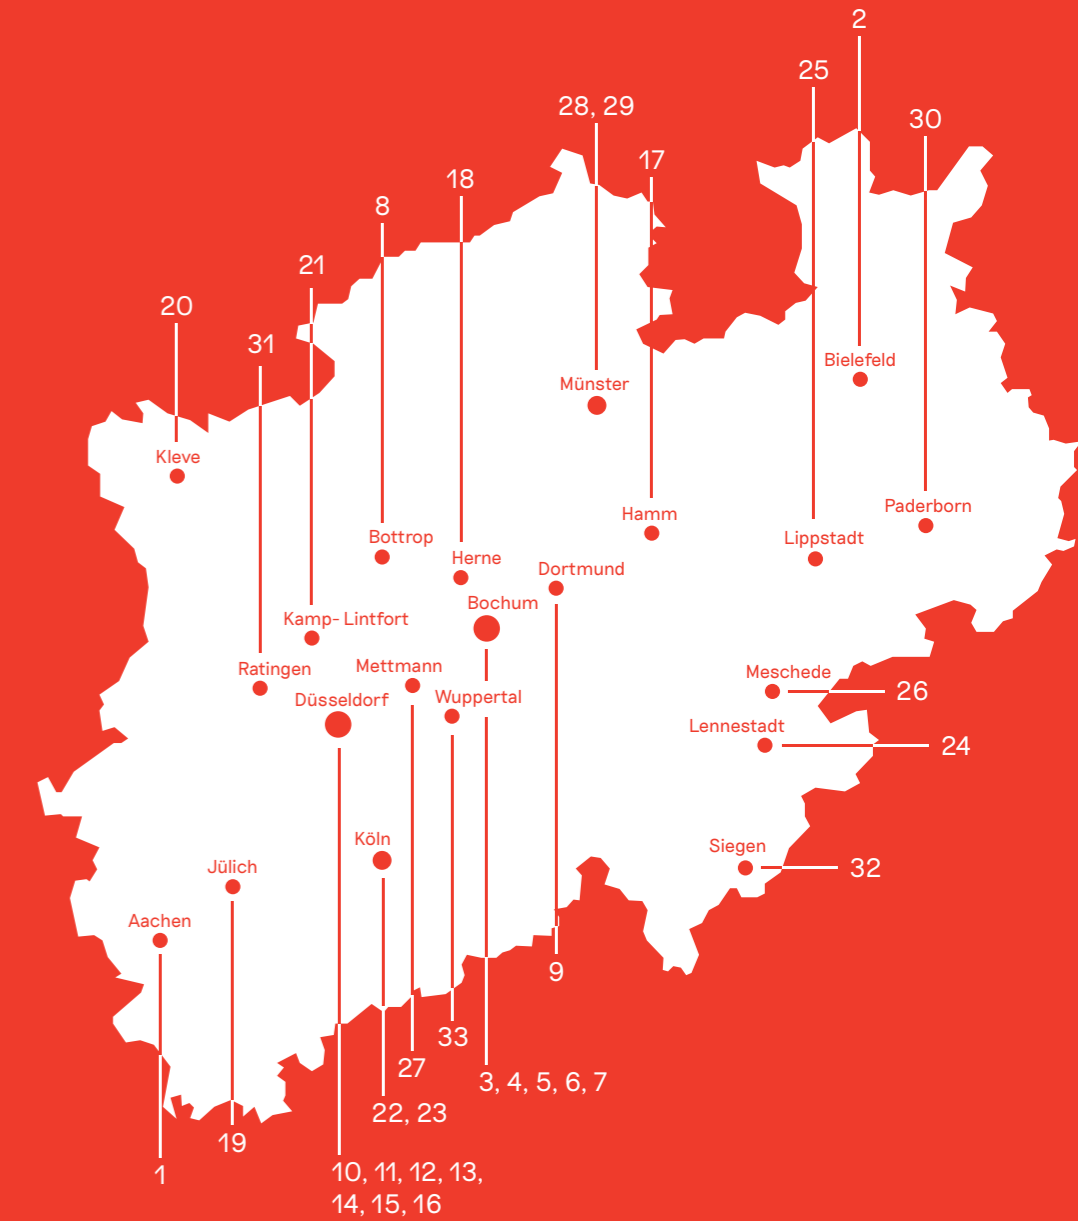 2
25
28, 29
30
17
18
8
21
20
31
Bielefeld
Münster
Kleve
Paderborn
Hamm
Bottrop
Lippstadt
Herne
Dortmund
Bochum
Kamp- Lintfort
Mettmann
Ratingen
Meschede
26
Düsseldorf
Wuppertal
Lennestadt
24
Köln
Siegen
32
Jülich
Aachen
9
33
27
3, 4, 5, 6, 7
22, 23
19
1
10, 11, 12, 13,
14, 15, 16